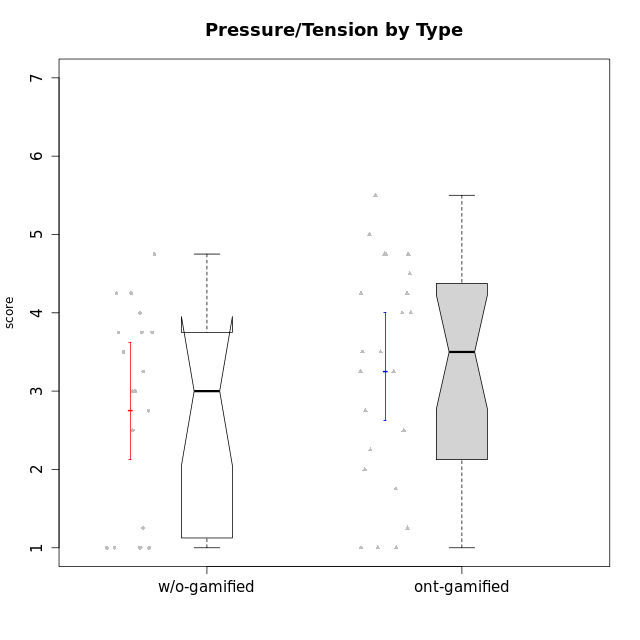 Pressure/Tension by Type
score
7
6
5
4
3
2
1
w/o-gamified
ont-gamified